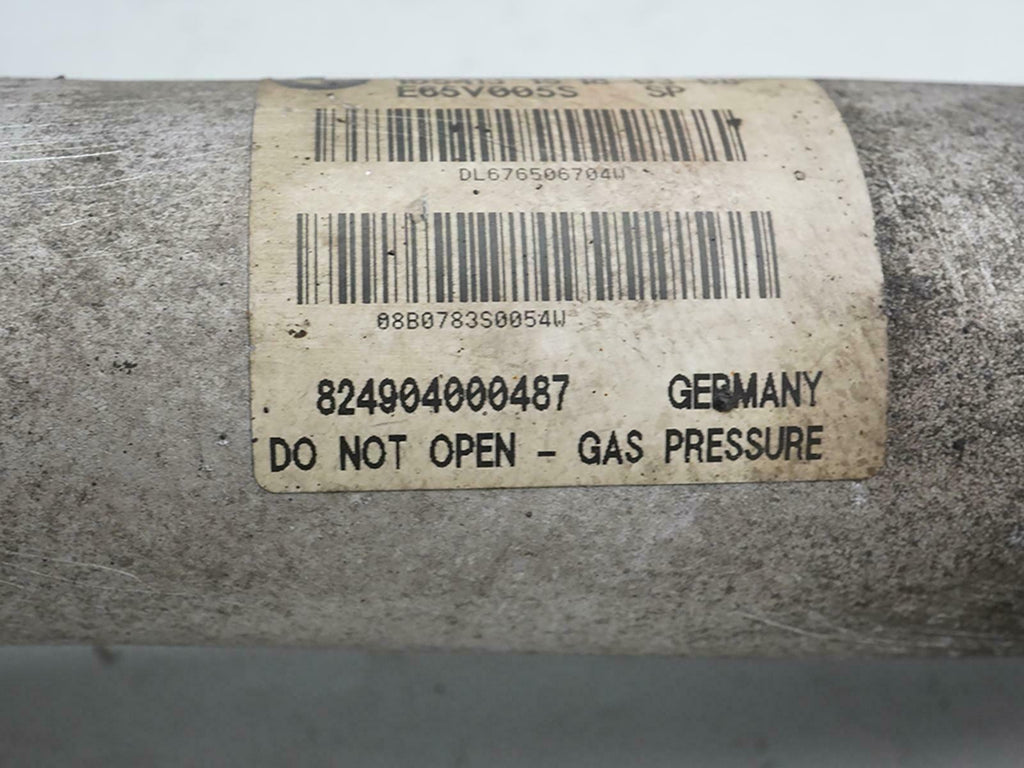 E65V005S SP
DL676506704W
08B0783S0054W
824904000487 GERMANY
DO NOT OPEN - GAS PRESSURE